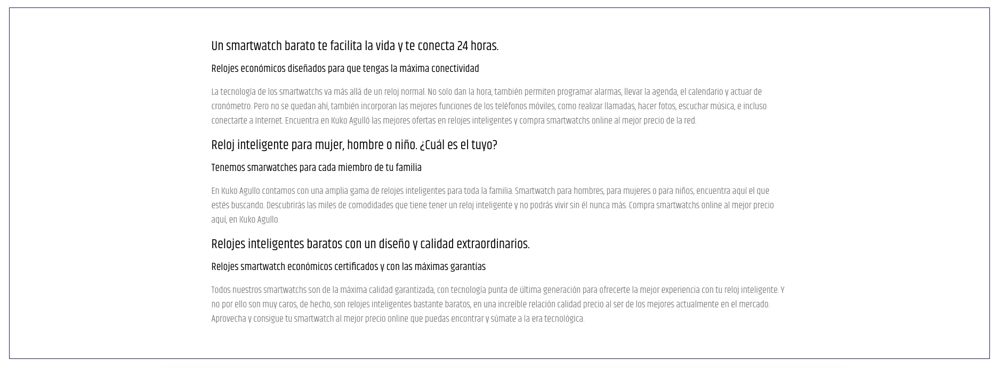 Un smartwatch barato te facilita la vida y te conecta 24 horas.
Relojes económicos diseñados para que tengas la máxima conectividad
La tecnología de los smartwatchs va más allá de un reloj normal. No solo dan la hora, también permiten programar alarmas, llevar la agenda, el calendario y actuar de
cronómetro. Pero no se quedan ahí, también incorporan las mejores funciones de los teléfonos móviles, como realizar llamadas, hacer fotos, escuchar música, e incluso
conectarte a Internet. Encuentra en Kuko Agulló las mejores ofertas en relojes inteligentes y compra smartwatchs online al mejor precio de la red.
Reloj inteligente para mujer, hombre o niño. ¿Cuál es el tuyo?
Tenemos smarwatches para cada miembro de tu familia
En Kuko Agullo contamos con una amplia gama de relojes inteligentes para toda la familia. Smartwatch para hombres, para mujeres o para niños, encuentra aquí el que
estés buscando. Descubrirás las miles de comodidades que tiene tener un reloj inteligente y no podrás vivir sin él nunca más. Compra smartwatchs online al mejor precio
aquí, en Kuko Agullo.
Relojes inteligentes baratos con un diseño y calidad extraordinarios.
Relojes smartwatch económicos certificados y con las máximas garantías
Todos nuestros smartwatchs son de la máxima calidad garantizada, con tecnología punta de última generación para ofrecerte la mejor experiencia con tu reloj inteligente. Y
no por ello son muy caros, de hecho, son relojes inteligentes bastante baratos, en una increíble relación calidad precio al ser de los mejores actualmente en el mercado.
Aprovecha y consigue tu smartwatch al mejor precio online que puedas encontrar y súmate a la era tecnológica.